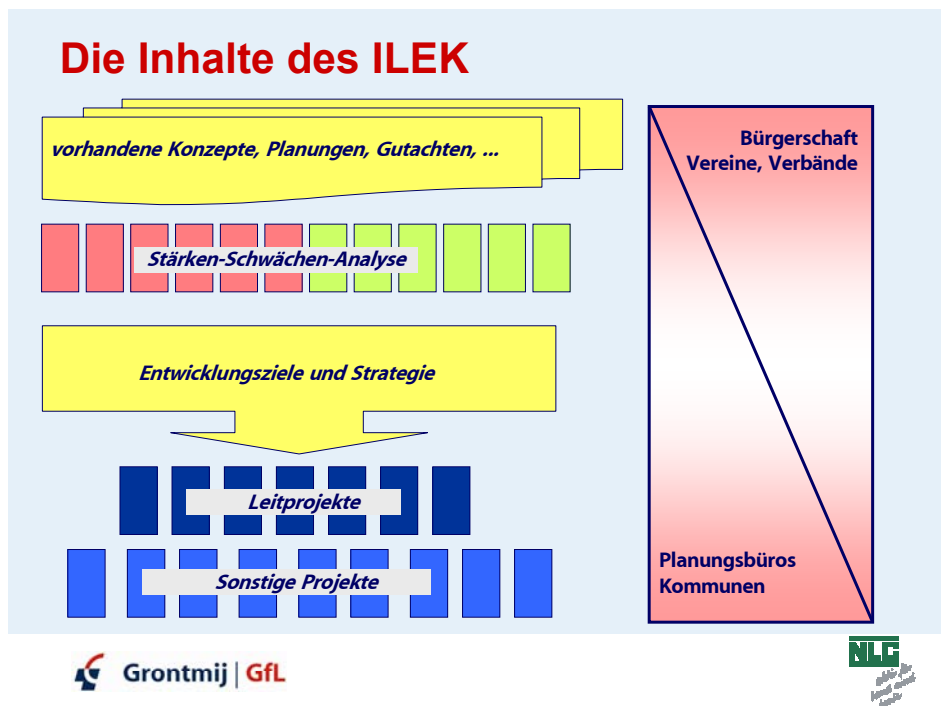 Die Inhalte des ILEK
vorhandene Konzepte, Planungen, Gutachten, ...
Stärken-Schwächen-Analyse
Entwicklungsziele und Strategie
Leitprojekte
Sonstige Projekte
Bürgerschaft
Vereine, Verbände
Planungsbüros
Kommunen
Grontmij | GfL
NLG